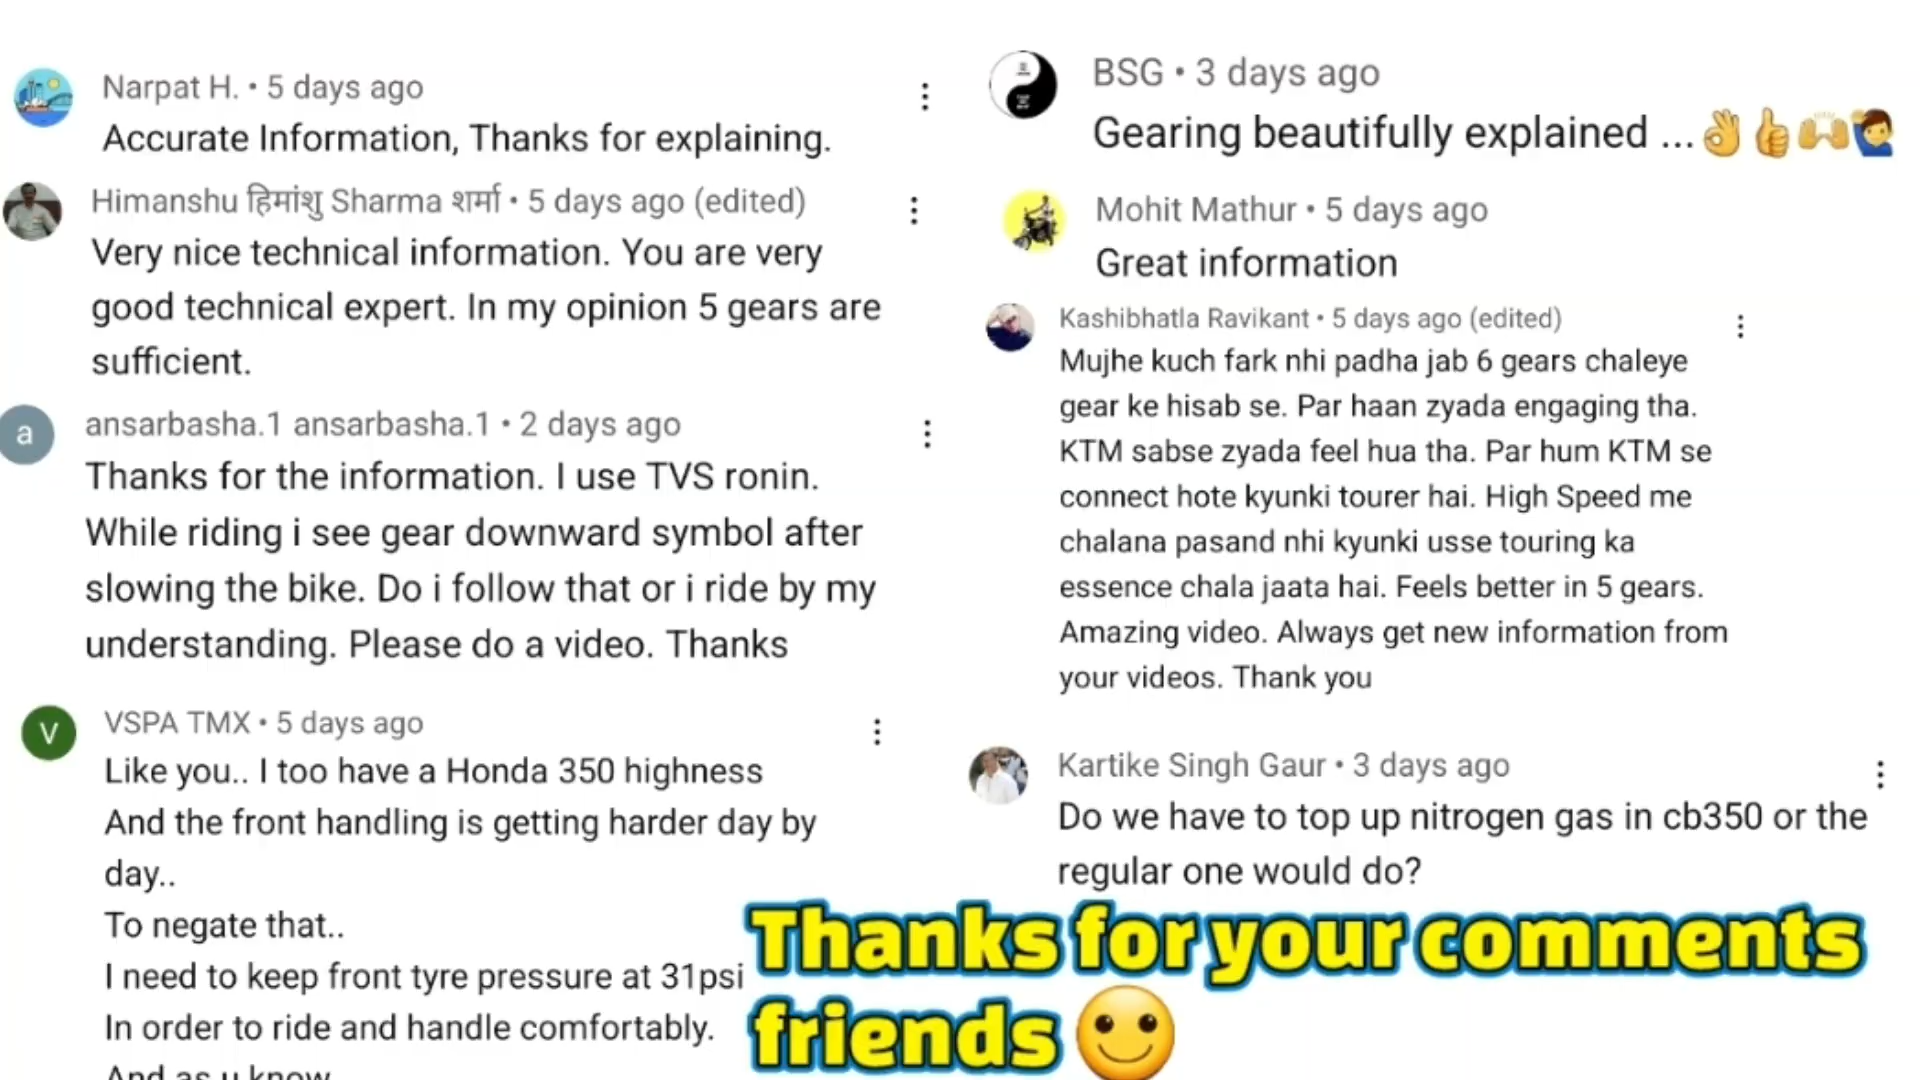 Narpat H. • 5 days ago
Accurate Information, Thanks for explaining.
Himanshu हिमांशु Sharma शर्मा • 5 days ago (edited)
Very nice technical information. You are very
good technical expert. In my opinion 5 gears are
sufficient.
a
ansarbasha.1 ansarbasha.1 • 2 days ago
Thanks for the information. I use TVS ronin.
While riding i see gear downward symbol after
slowing the bike. Do i follow that or i ride by my
understanding. Please do a video. Thanks
V
VSPA TMX • 5 days ago
Like you.. I too have a Honda 350 highness
And the front handling is getting harder day by
day..
To negate that..
I need to keep front tyre pressure at 31psi
In order to ride and handle comfortably.
And as u know
BSG • 3 days ago
Gearing beautifully explained ...👌👍🙌🙋‍♂️
Mohit Mathur • 5 days ago
Great information
Kashibhatla Ravikant • 5 days ago (edited)
Mujhe kuch fark nhi padha jab 6 gears chaleye
gear ke hisab se. Par haan zyada engaging tha.
KTM sabse zyada feel hua tha. Par hum KTM se
connect hote kyunki tourer hai. High Speed me
chalana pasand nhi kyunki usse touring ka
essence chala jaata hai. Feels better in 5 gears.
Amazing video. Always get new information from
your videos. Thank you
Kartike Singh Gaur • 3 days ago
Do we have to top up nitrogen gas in cb350 or the
regular one would do?
Thanks for your comments
friends 🙂